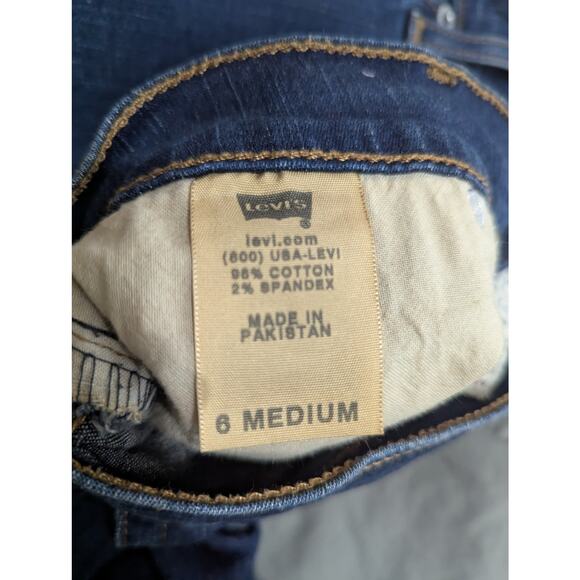 Levi's
levi.com
(800) USA-LEVI
98% COTTON
2% SPANDEX
MADE IN
PAKISTAN
6 MEDIUM